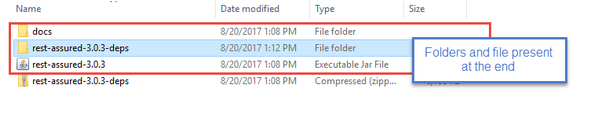 Date modified Type Size
docs 8/20/2017 1:08 PM File folder
rest-assured-3.0.3-deps 8/20/2017 1:12 PM File folder
rest-assured-3.0.3 8/20/2017 1:08 PM Executable Jar File
rest-assured-3.0.3-deps 8/20/2017 1:08 PM Compressed (zipp...
Folders and file present
at the end